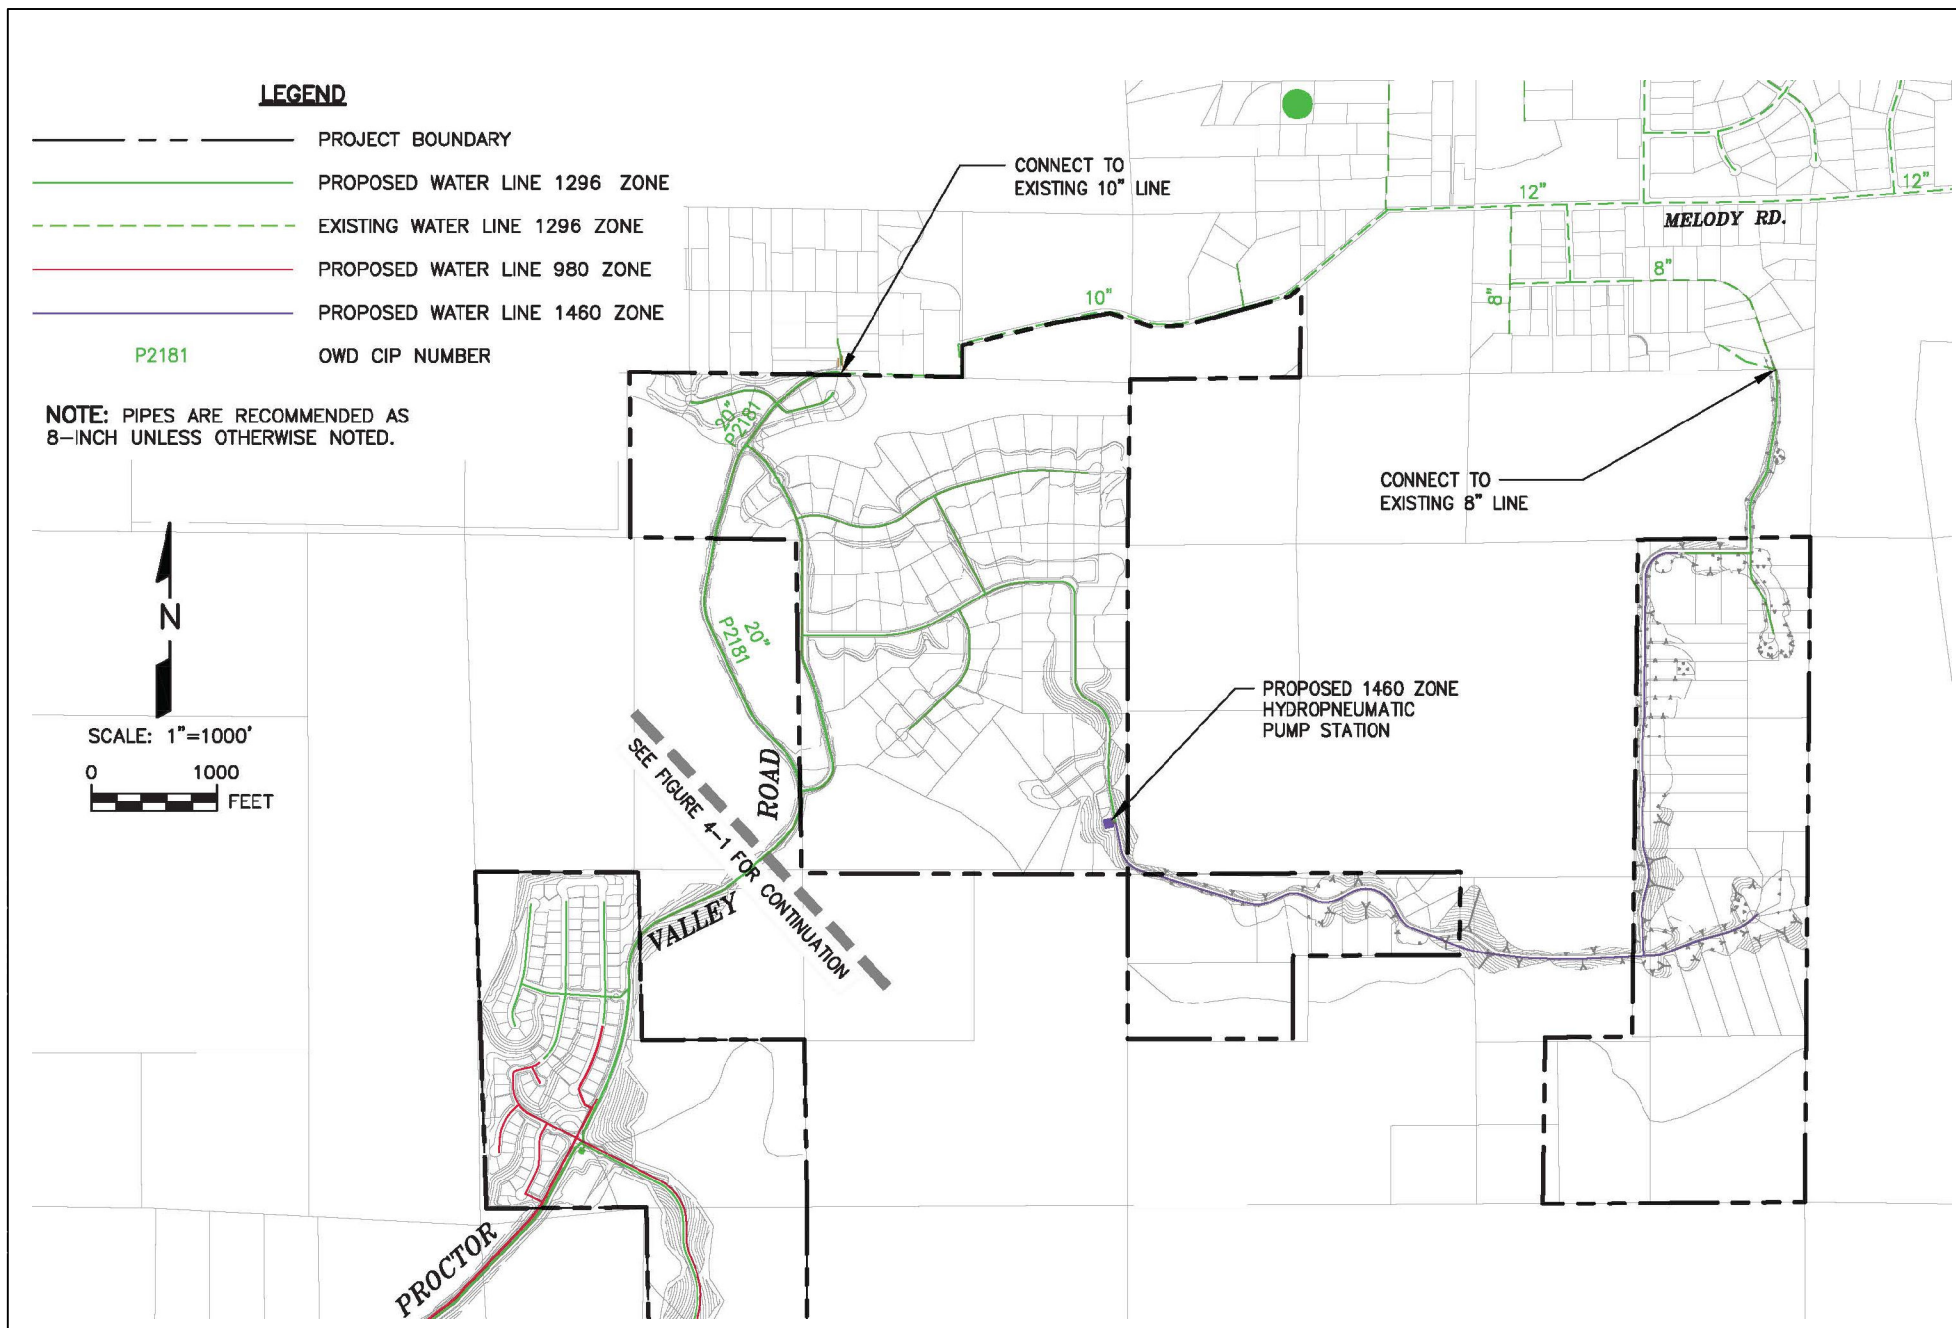 LEGEND
PROJECT BOUNDARY
PROPOSED WATER LINE 1296 ZONE
EXISTING WATER LINE 1296 ZONE
PROPOSED WATER LINE 980 ZONE
PROPOSED WATER LINE 1460 ZONE
P2181 OWD CIP NUMBER
NOTE: PIPES ARE RECOMMENDED AS
8-INCH UNLESS OTHERWISE NOTED.
N
SCALE: 1"=1000'
0 1000
FEET
CONNECT TO
EXISTING 10" LINE
12"
12"
MELODY RD.
8"
8"
10"
20"
P2181
CONNECT TO
EXISTING 8" LINE
20"
P2181
PROPOSED 1460 ZONE
HYDROPNEUMATIC
PUMP STATION
SEE FIGURE 4-1 FOR CONTINUATION
ROAD
VALLEY
PROCTOR